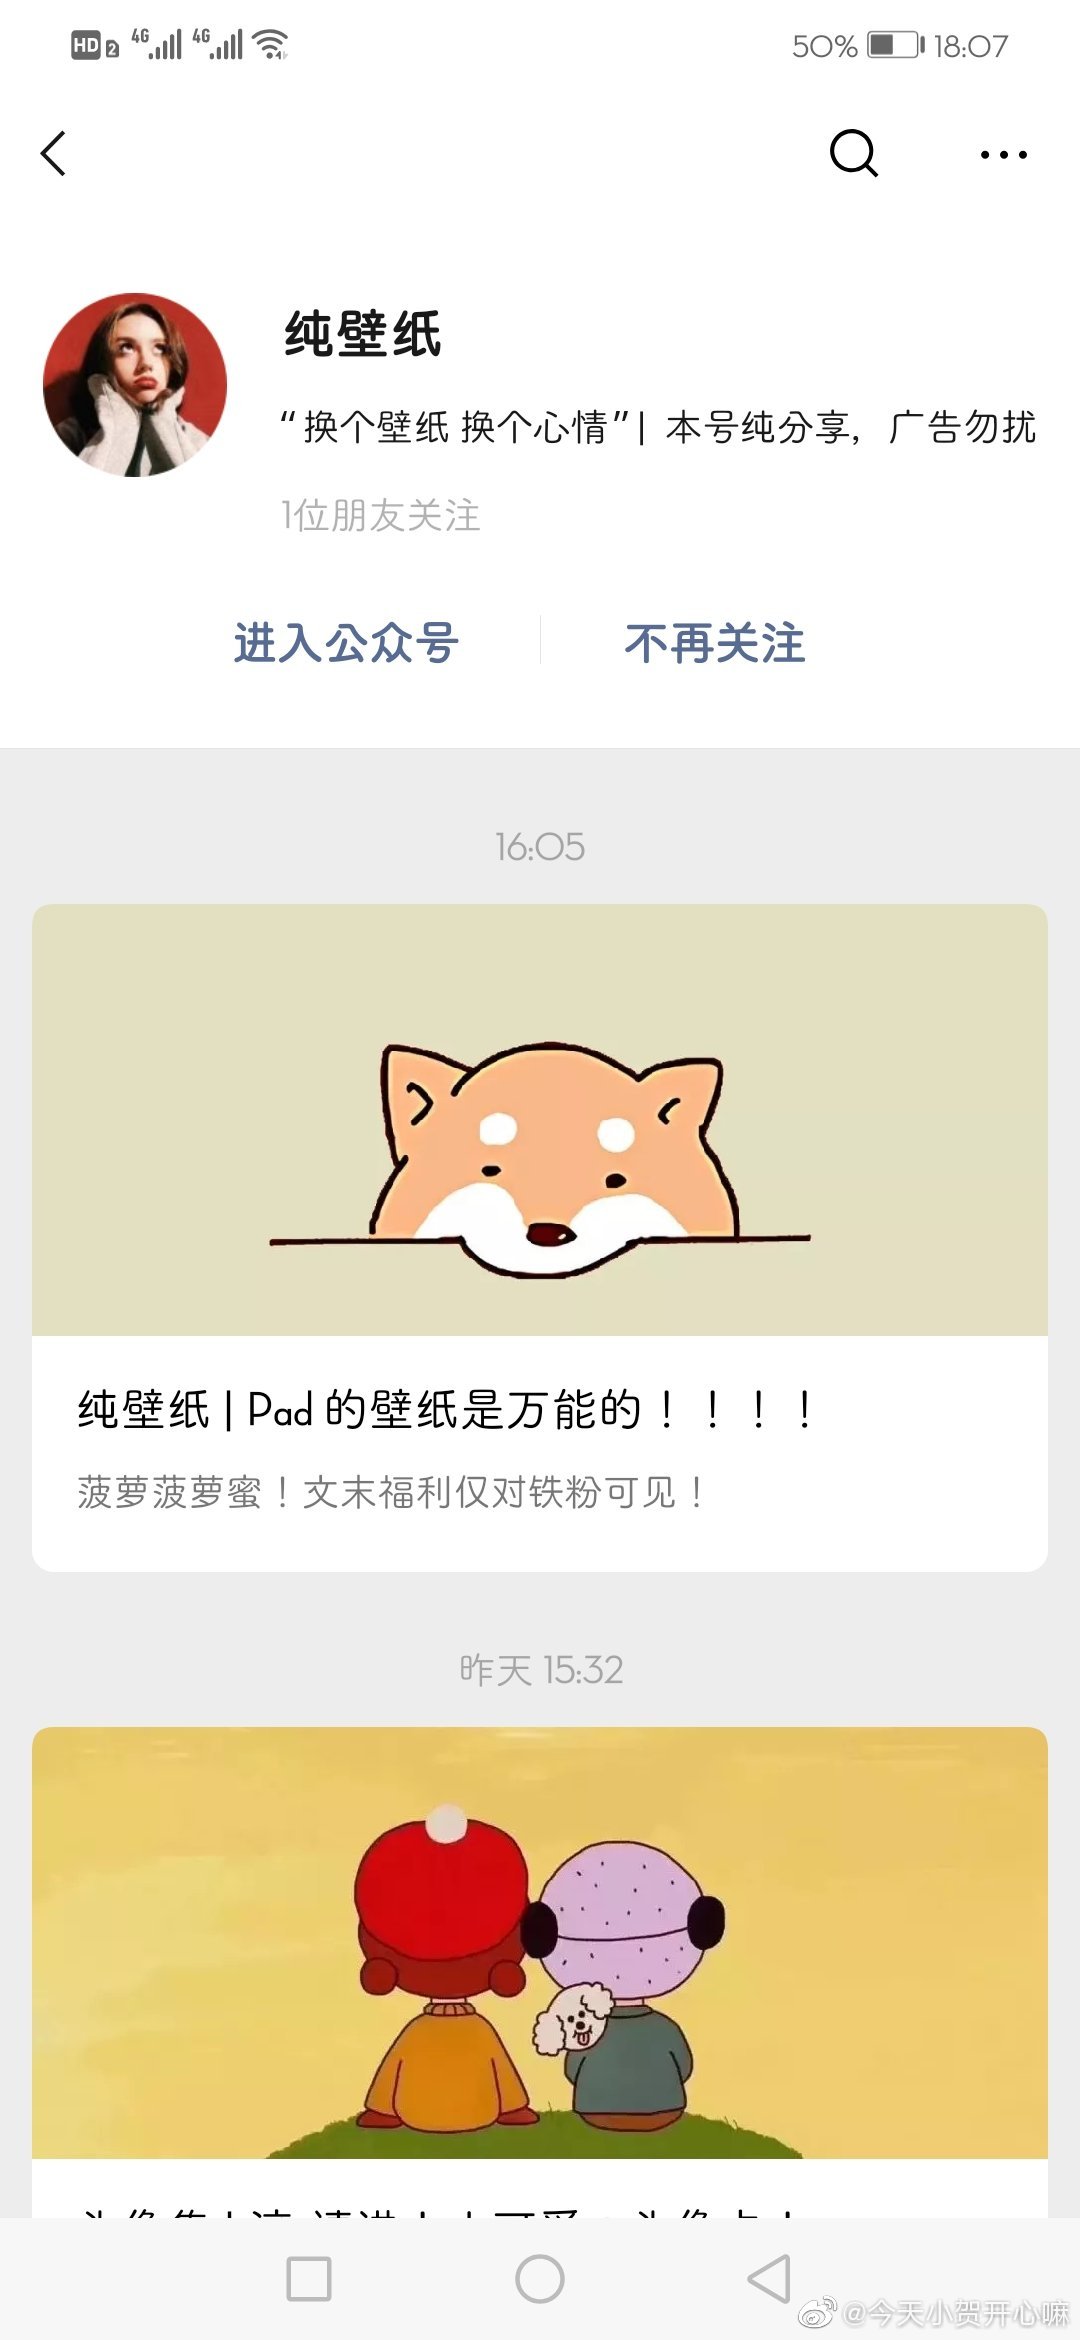 HD 2 4G 4G 50% 18:07
纯壁纸
“换个壁纸 换个心情”| 本号纯分享，广告勿扰
1位朋友关注
进入公众号 不再关注
16:05
纯壁纸 | Pad 的壁纸是万能的！！！！
菠萝菠萝蜜！文末福利仅对铁粉可见！
昨天 15:32
@今天小贺开心嘛